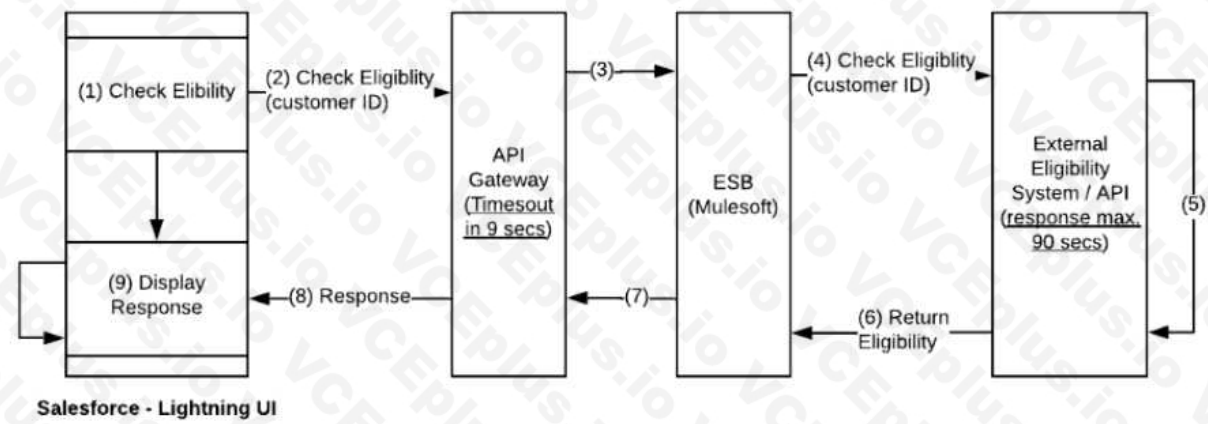 (1) Check Elibility
(2) Check Eligiblity
(customer ID)
(3)
(4) Check Eligiblity
(customer ID)
API
Gateway
(Timesout
in 9 secs)
ESB
(Mulesoft)
External
Eligibility
System / API
(response max.
90 secs)
(5)
(6) Return
Eligibility
(7)
(8) Response
(9) Display
Response
Salesforce - Lightning UI
VCEplus.io